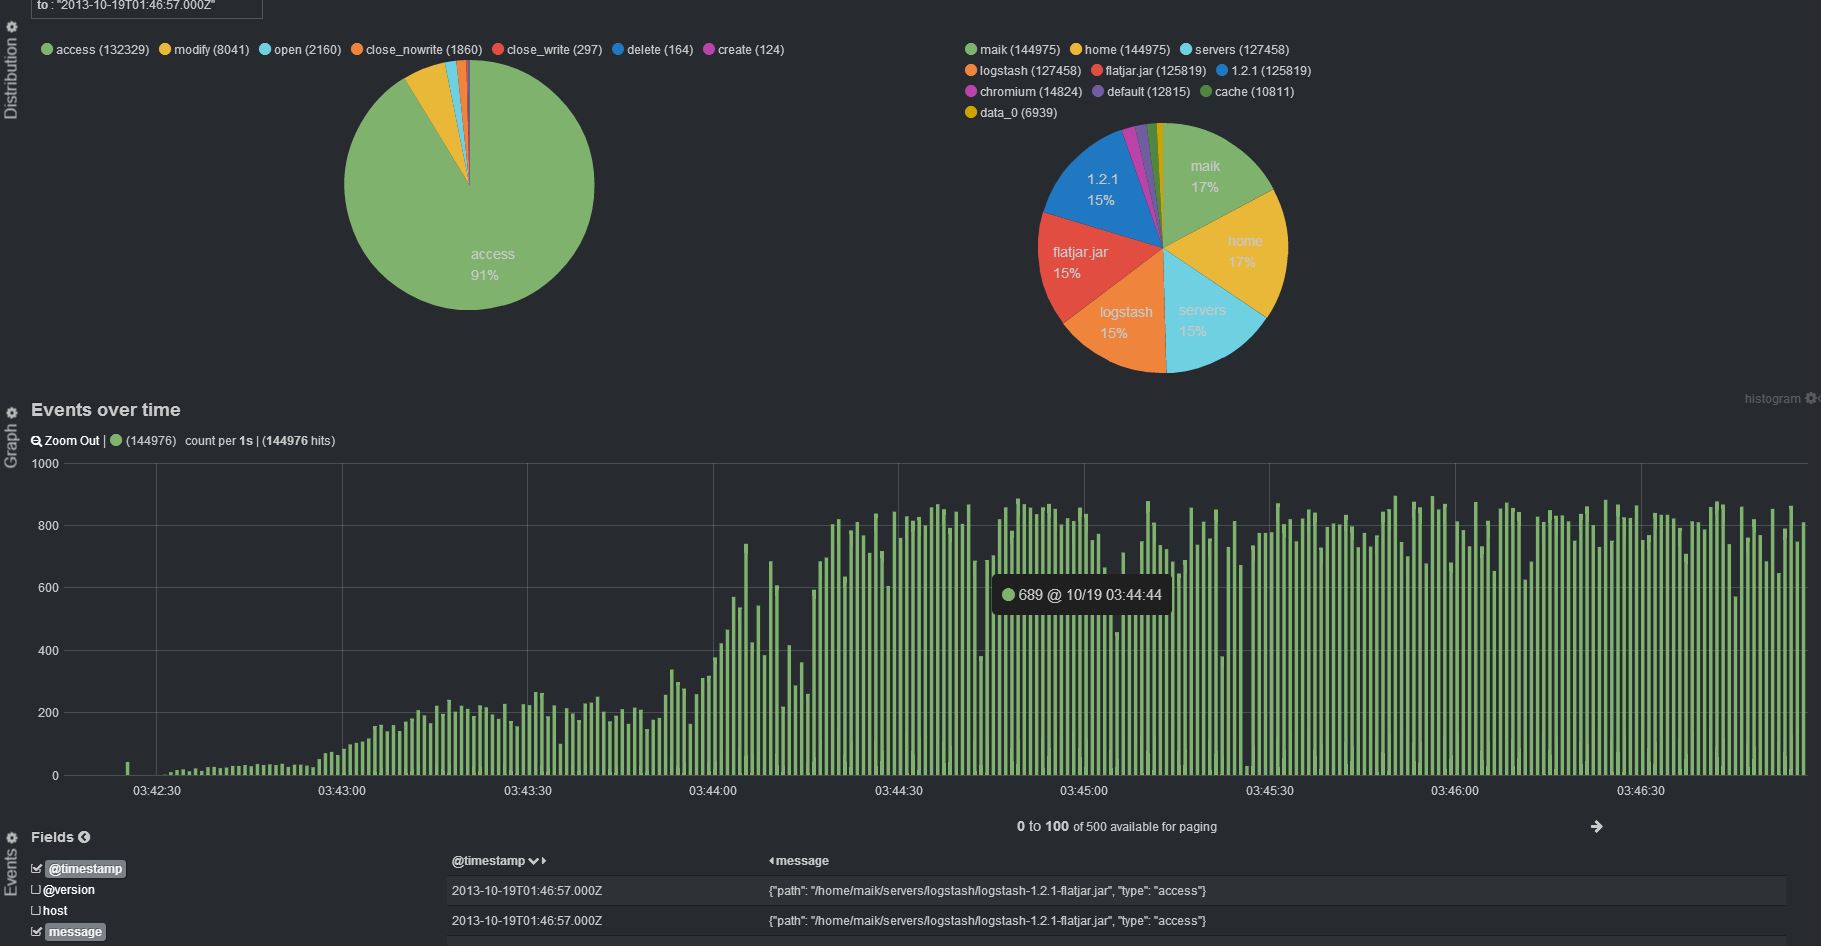 to : "2013-10-19T01:46:57.000Z"
Distribution
access (132329) modify (8041) open (2160) close_nowrite (1860) close_write (297) delete (164) create (124)
access
91%
maik (144975) home (144975) servers (127458)
logstash (127458) flatjar.jar (125819) 1.2.1 (125819)
chromium (14824) default (12815) cache (10811)
data_0 (6939)
maik
17%
1.2.1
15%
home
17%
flatjar.jar
15%
logstash
15%
servers
15%
histogram
Graph
Events over time
Zoom Out | (144976) count per 1s | (144976 hits)
1000
800
600
400
200
0
689 @ 10/19 03:44:44
03:42:30 03:43:00 03:43:30 03:44:00 03:44:30 03:45:00 03:45:30 03:46:00 03:46:30
0 to 100 of 500 available for paging
Events
Fields
@timestamp
@version
host
message
@timestamp message
2013-10-19T01:46:57.000Z {"path": "/home/maik/servers/logstash/logstash-1.2.1-flatjar.jar", "type": "access"}
2013-10-19T01:46:57.000Z {"path": "/home/maik/servers/logstash/logstash-1.2.1-flatjar.jar", "type": "access"}